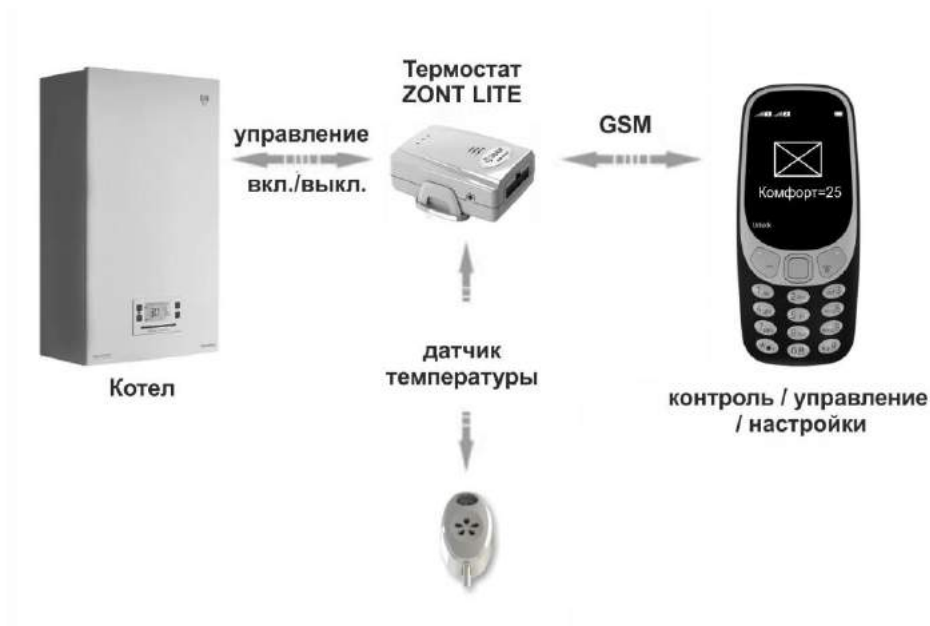 Термостат
ZONT LITE
управление
вкл./выкл.
GSM
Комфорт=25
датчик
температуры
Котел
контроль / управление
/ настройки